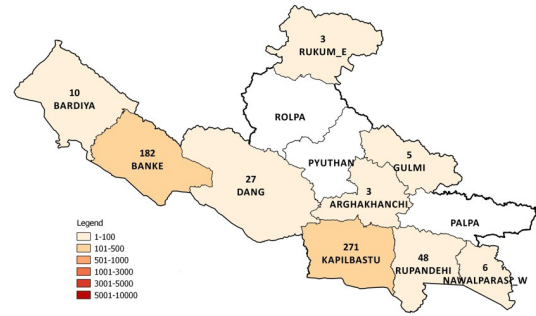 3
RUKUM_E
10
BARDIYA
ROLPA
182
BANKE
PYUTHAN
5
GULMI
27
DANG
3
ARGHAKHANCHI
PALPA
271
KAPILBASTU
48
RUPANDEHI
6
NAWALPARASI_W
Legend
1-100
101-500
501-1000
1001-3000
3001-5000
5001-10000